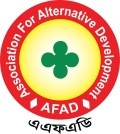 Association For Alternative Development
AFAD
এএফএডি